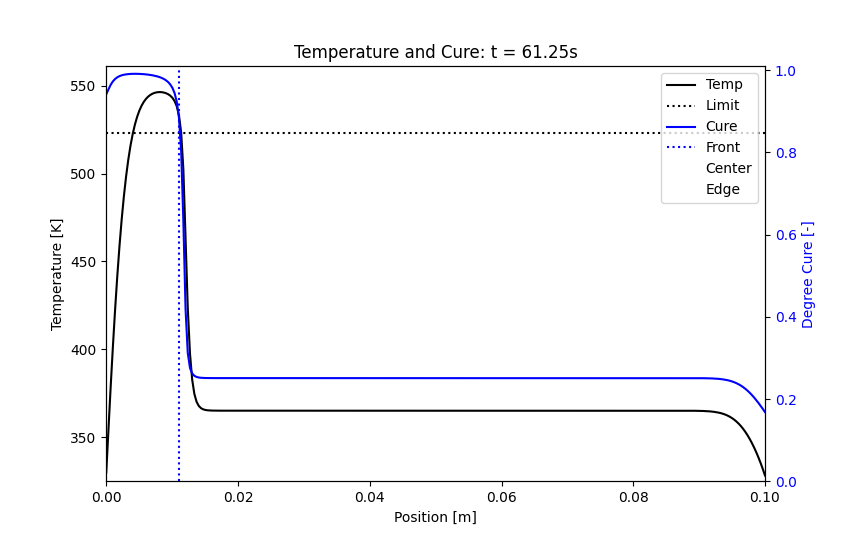 Temperature and Cure: t = 61.25s
550
500
450
400
350
Temperature [K]
1.0
0.8
0.6
0.4
0.2
0.0
Degree Cure [-]
Temp
Limit
Cure
Front
Center
Edge
0.00
0.02
0.04
0.06
0.08
0.10
Position [m]